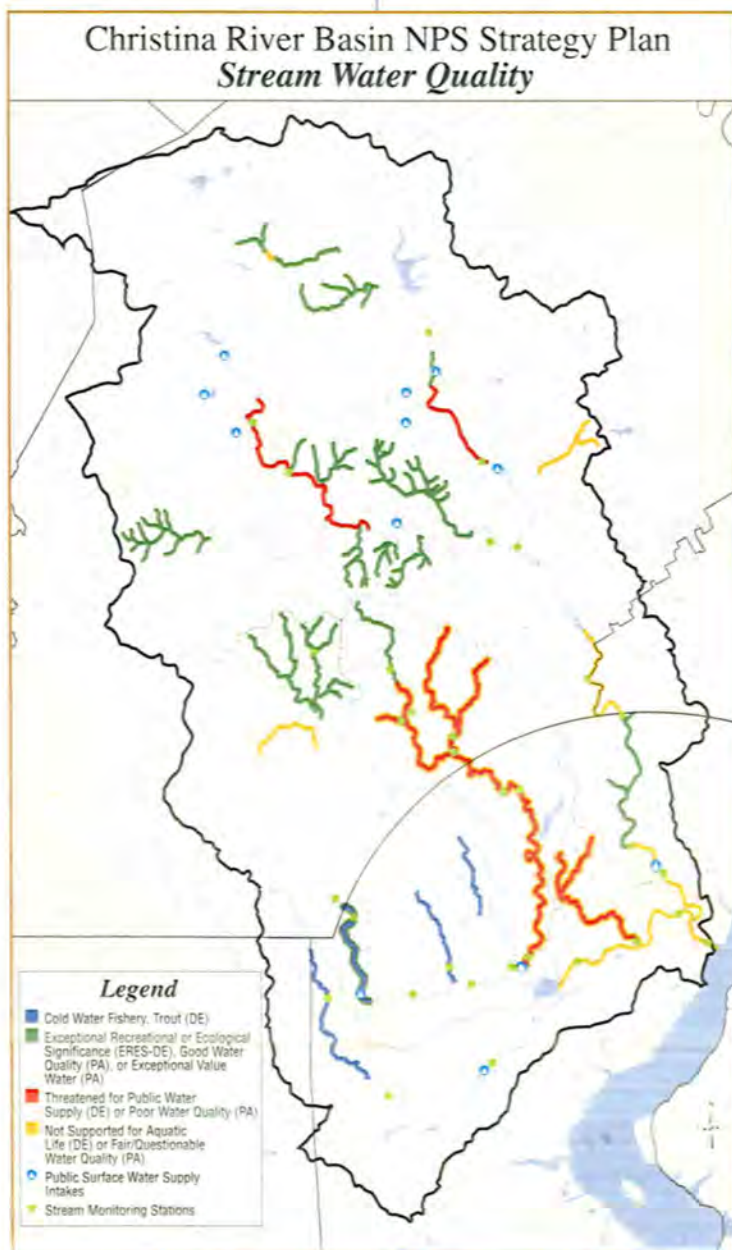 Christina River Basin NPS Strategy Plan
Stream Water Quality
Legend
Cold Water Fishery, Trout (DE)
Exceptional Recreational or Ecological
Significance (ERES-DE), Good Water
Quality (PA), or Exceptional Value
Water (PA)
Threatened for Public Water
Supply (DE) or Poor Water Quality (PA)
Not Supported for Aquatic
Life (DE) or Fair/Questionable
Water Quality (PA)
Public Surface Water Supply
Intakes
Stream Monitoring Stations